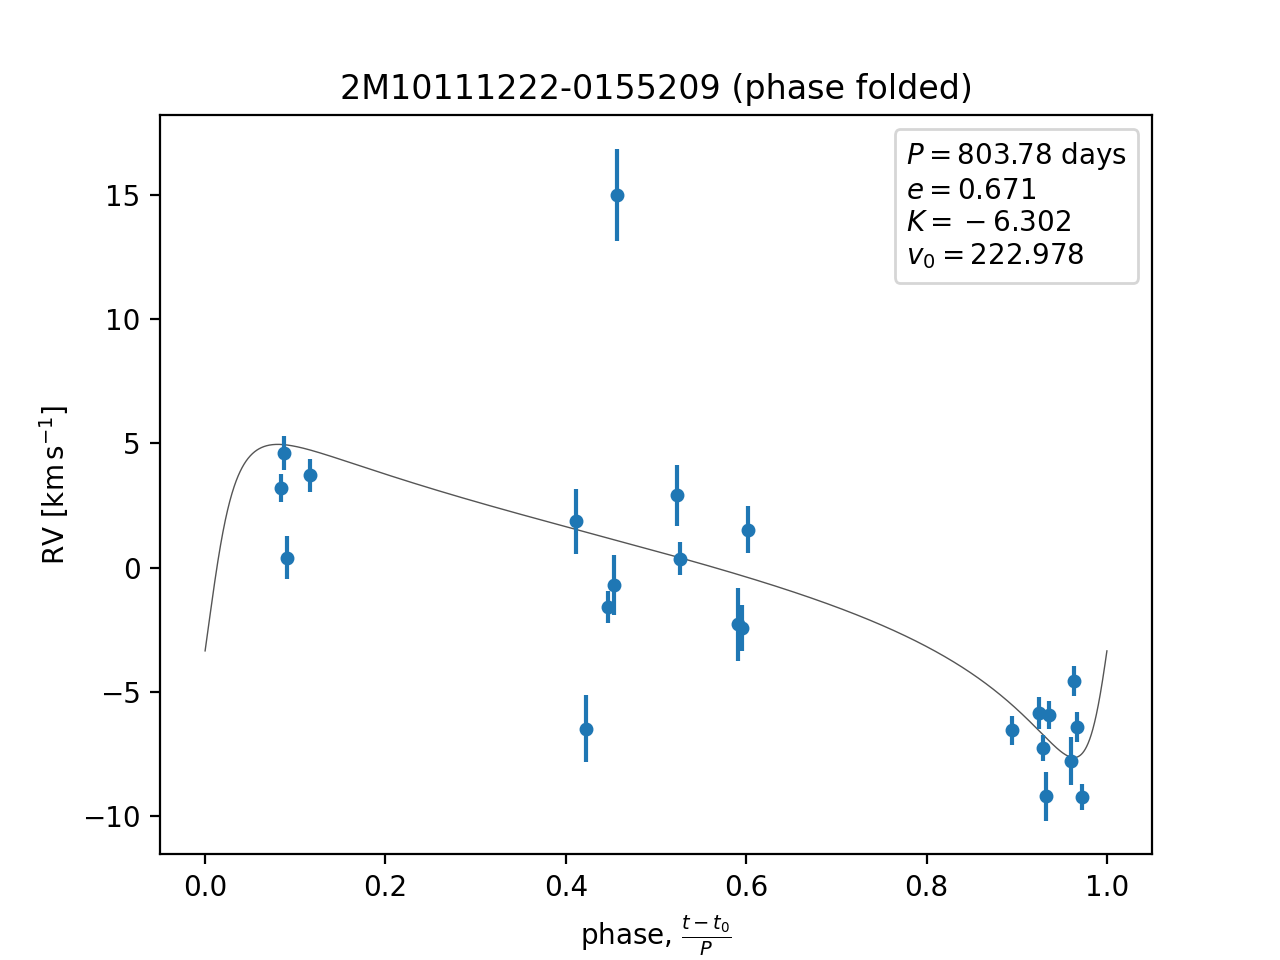 2M10111222-0155209 (phase folded)
P = 803.78 days
e = 0.671
K = −6.302
v₀ = 222.978
15
10
5
0
−5
−10
RV [km s⁻¹]
0.0 0.2 0.4 0.6 0.8 1.0
phase, (t − t₀)/P